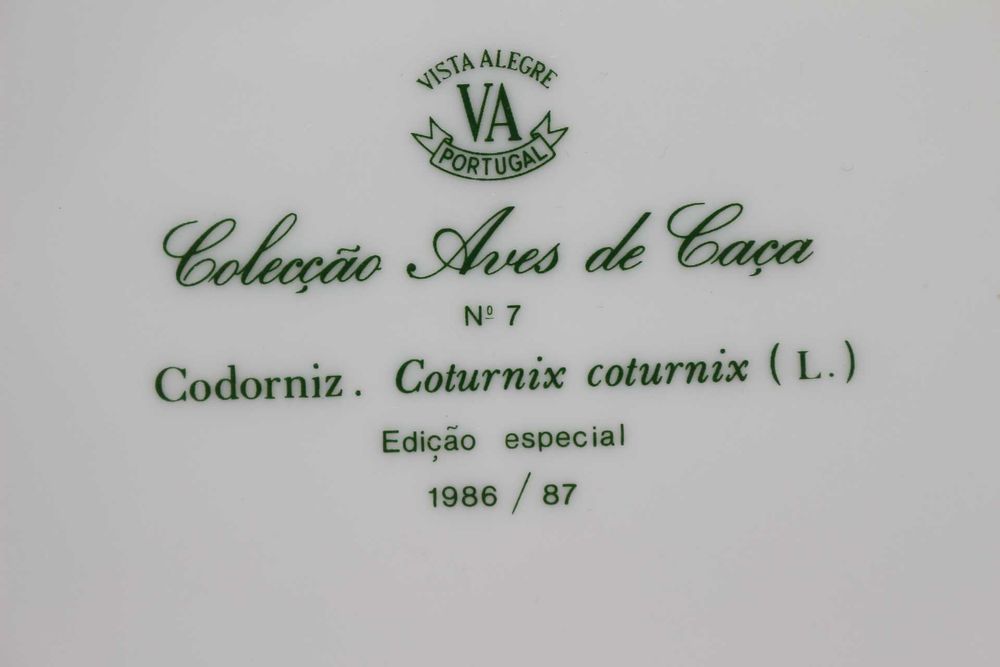 VISTA ALEGRE
VA
PORTUGAL
Colecção Aves de Caça
Nº 7
Codorniz. Coturnix coturnix (L.)
Edição especial
1986 / 87